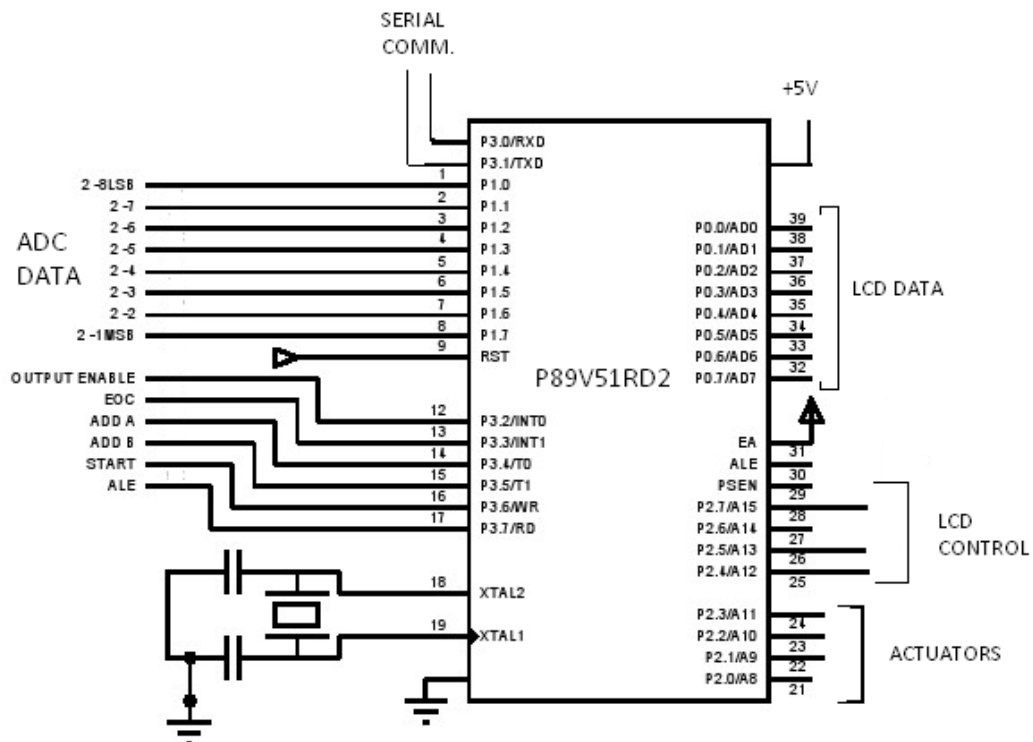 SERIAL
COMM.
+5V
P3.0/RXD
P3.1/TXD
ADC
DATA
2 -8LSB
2 -7
2 -6
2 -5
2 -4
2 -3
2 -2
2 -1MSB
1
2
3
4
5
6
7
8
9
P1.0
P1.1
P1.2
P1.3
P1.4
P1.5
P1.6
P1.7
RST
P89V51RD2
OUTPUT ENABLE
EOC
ADD A
ADD B
START
ALE
12
13
14
15
16
17
P3.2/INT0
P3.3/INT1
P3.4/T0
P3.5/T1
P3.6/WR
P3.7/RD
18
19
XTAL2
XTAL1
P0.0/AD0
P0.1/AD1
P0.2/AD2
P0.3/AD3
P0.4/AD4
P0.5/AD5
P0.6/AD6
P0.7/AD7
39
38
37
36
35
34
33
32
LCD DATA
EA
ALE
PSEN
P2.7/A15
P2.6/A14
P2.5/A13
P2.4/A12
31
30
29
28
27
26
25
LCD
CONTROL
P2.3/A11
P2.2/A10
P2.1/A9
P2.0/A8
24
23
22
21
ACTUATORS